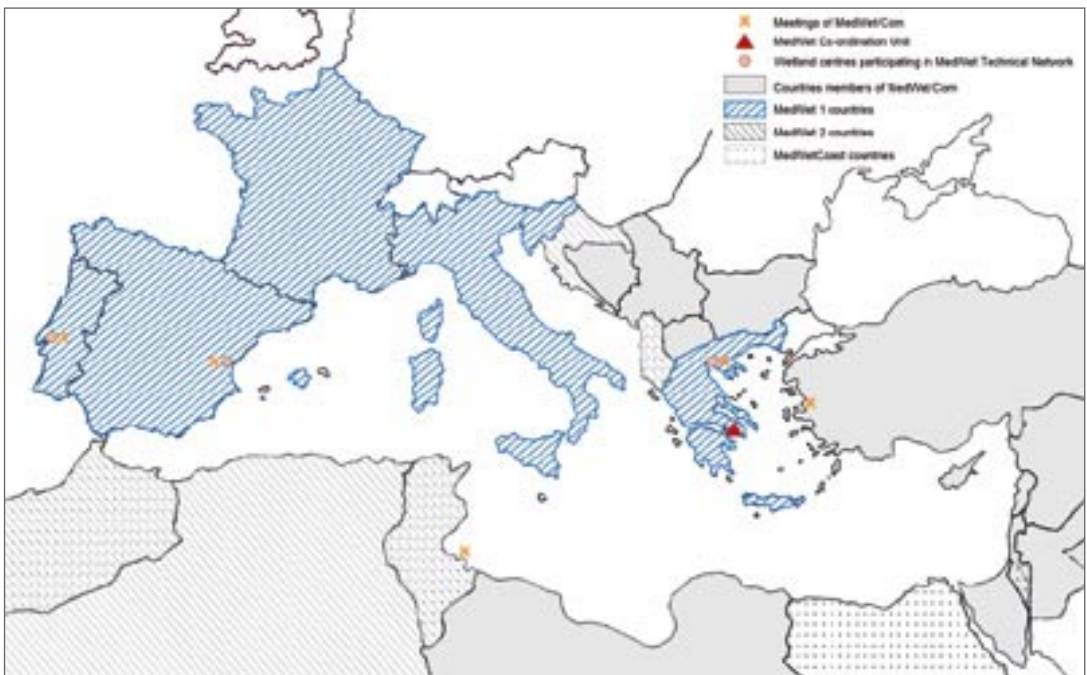 Meetings of MedWet/Com
MedWet Co-ordination Unit
Wetland centres participating in MedWet Technical Network
Countries members of MedWet/Com
MedWet 1 countries
MedWet 2 countries
MedWetCoast countries